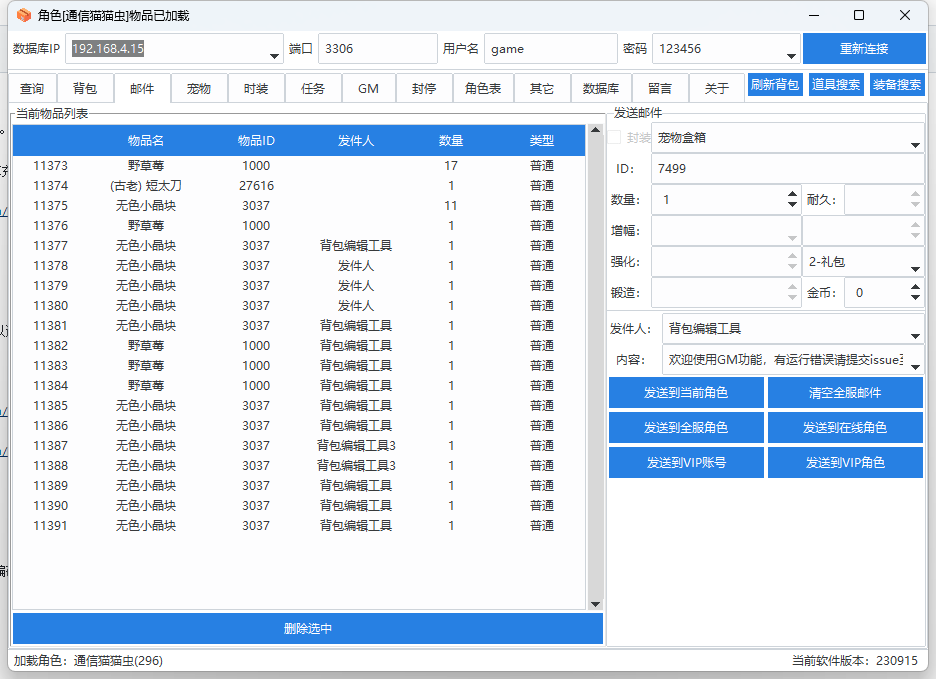 角色[通信猫猫虫]物品已加载
数据库IP 192.168.4.15 端口 3306 用户名 game 密码 123456 重新连接
查询 背包 邮件 宠物 时装 任务 GM 封停 角色表 其它 数据库 留言 关于 刷新背包 道具搜索 装备搜索
当前物品列表
物品名 物品ID 发件人 数量 类型
11373 野草莓 1000 17 普通
11374 (古老) 短太刀 27616 1 普通
11375 无色小晶块 3037 11 普通
11376 野草莓 1000 1 普通
11377 无色小晶块 3037 背包编辑工具 1 普通
11378 无色小晶块 3037 发件人 1 普通
11379 无色小晶块 3037 发件人 1 普通
11380 无色小晶块 3037 发件人 1 普通
11381 无色小晶块 3037 背包编辑工具 1 普通
11382 野草莓 1000 背包编辑工具 1 普通
11383 野草莓 1000 背包编辑工具 1 普通
11384 野草莓 1000 背包编辑工具 1 普通
11385 无色小晶块 3037 背包编辑工具 1 普通
11386 无色小晶块 3037 背包编辑工具 1 普通
11387 无色小晶块 3037 背包编辑工具3 1 普通
11388 无色小晶块 3037 背包编辑工具3 1 普通
11389 无色小晶块 3037 背包编辑工具 1 普通
11390 无色小晶块 3037 背包编辑工具 1 普通
11391 无色小晶块 3037 背包编辑工具 1 普通
删除选中
发送邮件
封装 宠物盒箱
ID: 7499
数量: 1 耐久:
增幅:
强化: 2-礼包
锻造: 金币: 0
发件人: 背包编辑工具
内容: 欢迎使用GM功能，有运行错误请提交issue
发送到当前角色 清空全服邮件
发送到全服角色 发送到在线角色
发送到VIP账号 发送到VIP角色
加载角色: 通信猫猫虫(296) 当前软件版本: 230915